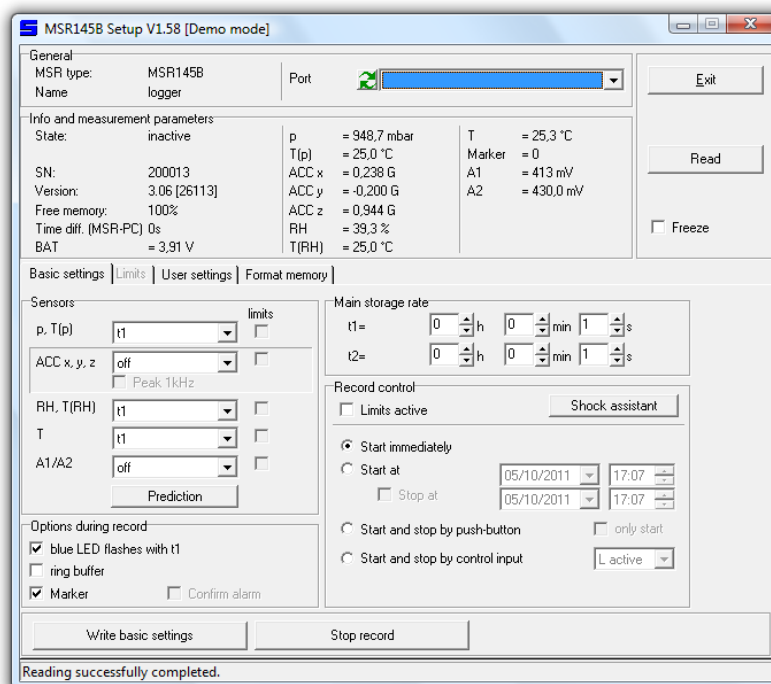 MSR145B Setup V1.58 [Demo mode]
General
MSR type: MSR145B
Name logger
Port
Exit
Info and measurement parameters
State: inactive
SN: 200013
Version: 3.06 [26113]
Free memory: 100%
Time diff. (MSR-PC) 0s
BAT = 3,91 V
p = 948,7 mbar
T(p) = 25,0 °C
ACC x = 0,238 G
ACC y = -0,200 G
ACC z = 0,944 G
RH = 39,3 %
T(RH) = 25,0 °C
T = 25,3 °C
Marker = 0
A1 = 413 mV
A2 = 430,0 mV
Read
Freeze
Basic settings Limits User settings Format memory
Sensors
limits
p, T(p) t1
ACC x, y, z off
Peak 1kHz
RH, T(RH) t1
T t1
A1/A2 off
Prediction
Main storage rate
t1= 0 h 0 min 1 s
t2= 0 h 0 min 1 s
Record control
Limits active Shock assistant
Start immediately
Start at 05/10/2011 17:07
Stop at 05/10/2011 17:07
Start and stop by push-button only start
Start and stop by control input L active
Options during record
blue LED flashes with t1
ring buffer
Marker Confirm alarm
Write basic settings Stop record
Reading successfully completed.